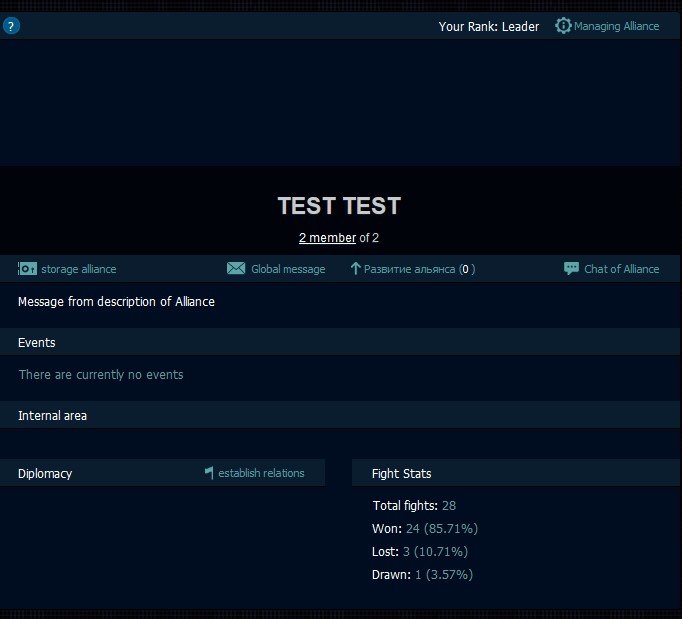 ?
Your Rank: Leader Managing Alliance
TEST TEST
2 member of 2
storage alliance Global message Развитие альянса (0 ) Chat of Alliance
Message from description of Alliance
Events
There are currently no events
Internal area
Diplomacy establish relations
Fight Stats
Total fights: 28
Won: 24 (85.71%)
Lost: 3 (10.71%)
Drawn: 1 (3.57%)